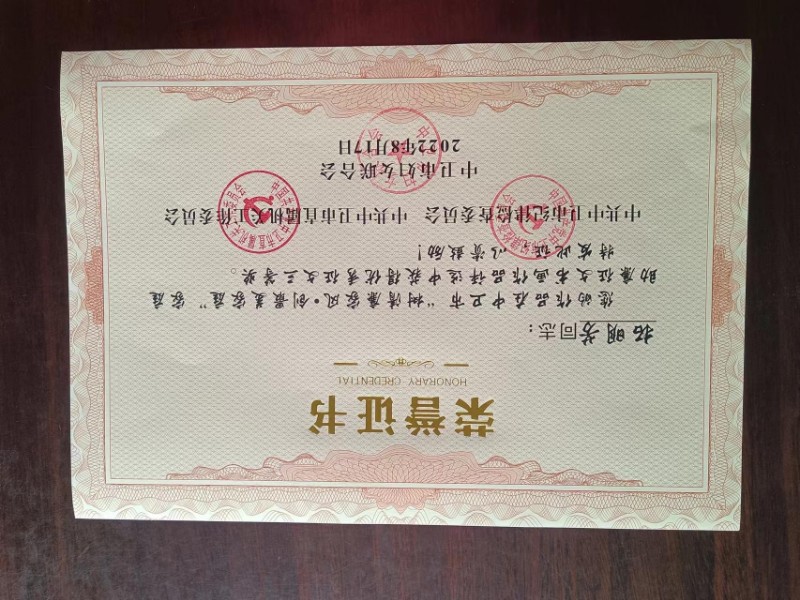 荣誉证书
HONORARY CREDENTIAL
拓明芳同志：
您的作品在中卫市“树清廉家风·创最美家庭”家庭
助廉征文书画作品评选中获得优秀征文三等奖。
特发此证，以资鼓励！
中共中卫市纪律检查委员会 中共中卫市直属机关工作委员会
中卫市妇女联合会
2022年8月17日